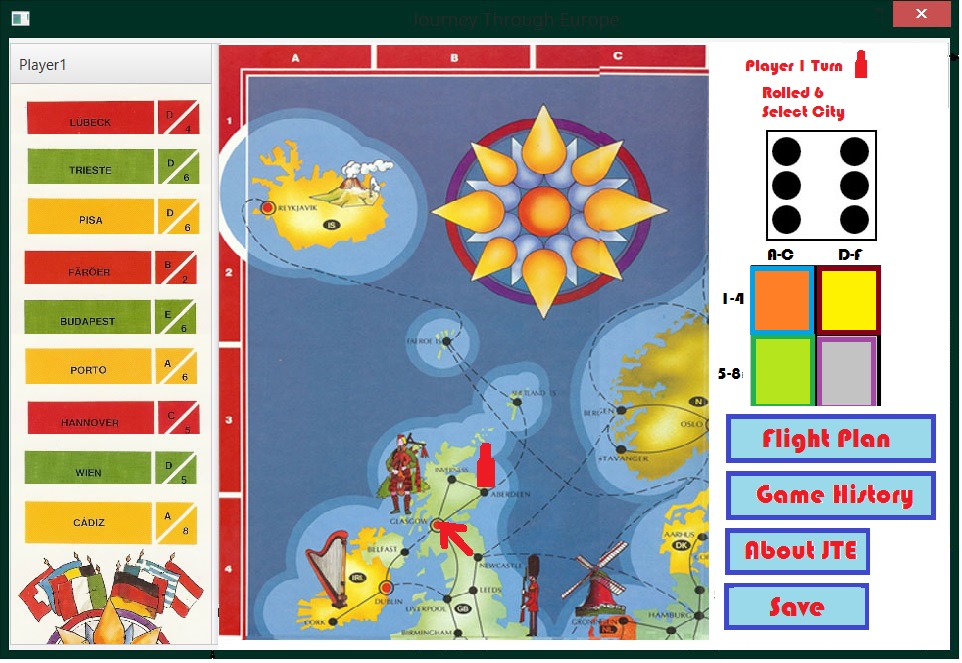 Journey Through Europe
Player1
LÜBECK D 4
TRIESTE D 6
PISA D 6
FÄRÖER B 2
BUDAPEST E 6
PORTO A 6
HANNOVER C 5
WIEN D 5
CÁDIZ A 8
A B C
1
2
3
4
REYKJAVIK
IS
FAEROE IS
SHETLAND IS
BERGEN
N
OSLO
STAVANGER
INVERNESS
ABERDEEN
GLASGOW
BELFAST
NEWCASTLE
AARHUS
DK
IRL
DUBLIN
LEEDS
LIVERPOOL
GB
CORK
BIRMINGHAM
GRONINGEN
NL
HAMBURG
Player 1 Turn
Rolled 6
Select City
A-C D-F
1-4
5-8
Flight Plan
Game History
About JTE
Save